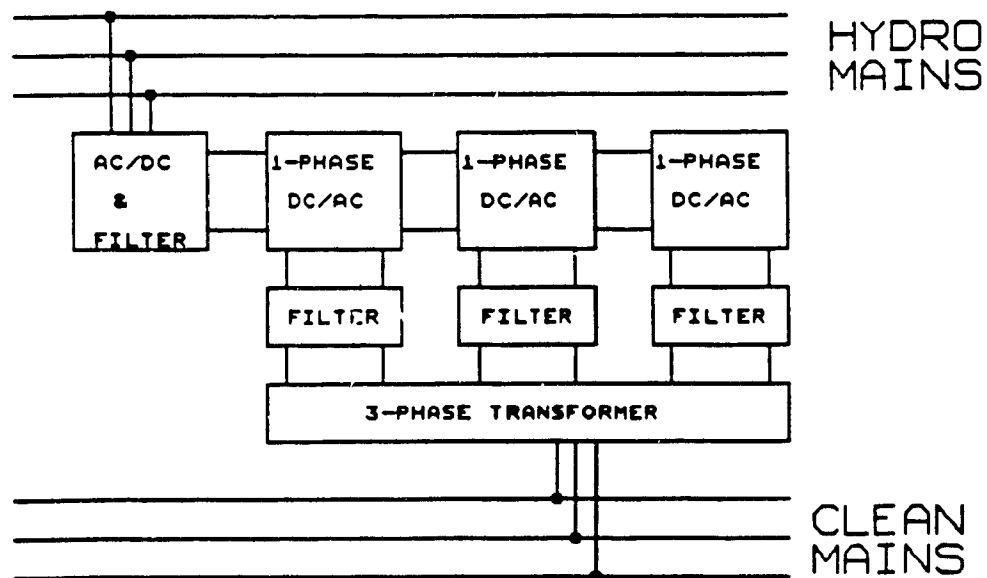 HYDRO
MAINS
AC/DC
&
FILTER
1-PHASE
DC/AC
1-PHASE
DC/AC
1-PHASE
DC/AC
FILTER
FILTER
FILTER
3-PHASE TRANSFORMER
CLEAN
MAINS